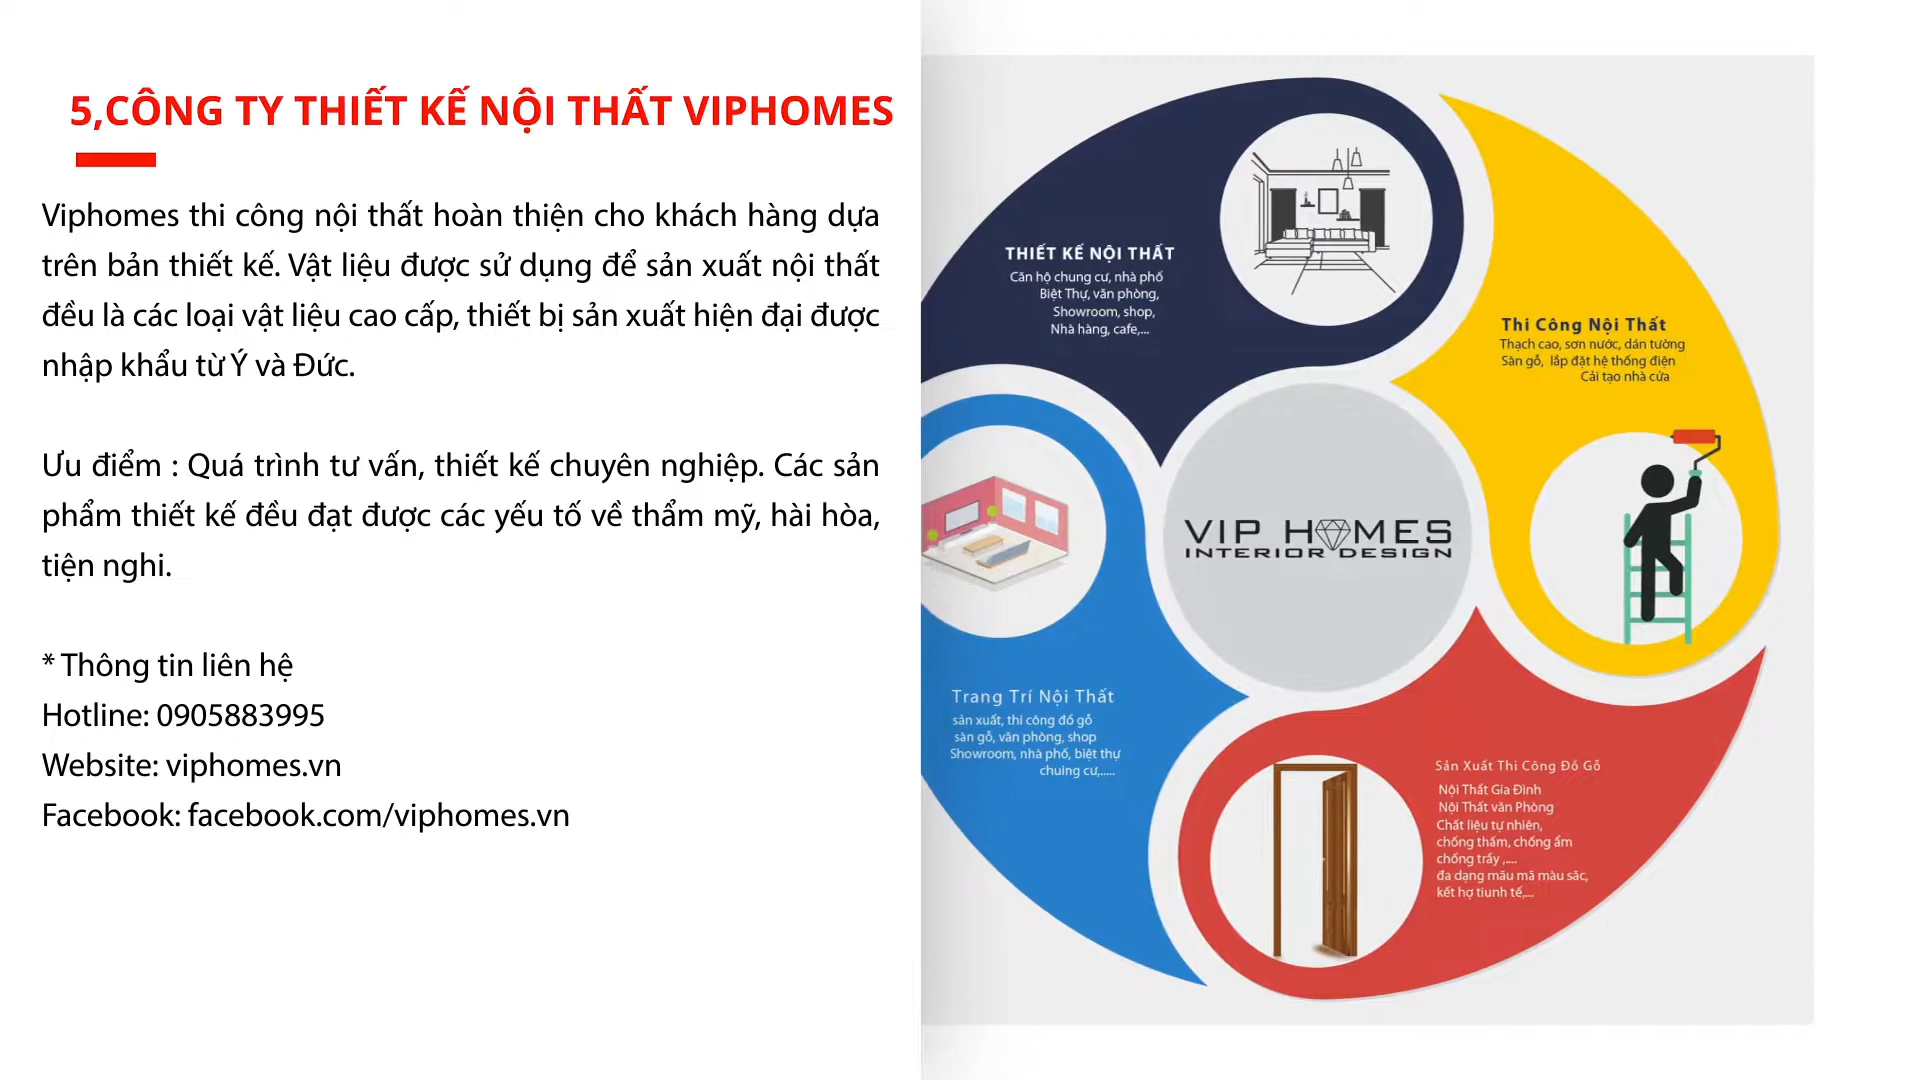 5,CÔNG TY THIẾT KẾ NỘI THẤT VIPHOMES
Viphomes thi công nội thất hoàn thiện cho khách hàng dựa
trên bản thiết kế. Vật liệu được sử dụng để sản xuất nội thất
đều là các loại vật liệu cao cấp, thiết bị sản xuất hiện đại được
nhập khẩu từ Ý và Đức.
Ưu điểm : Quá trình tư vấn, thiết kế chuyên nghiệp. Các sản
phẩm thiết kế đều đạt được các yếu tố về thẩm mỹ, hài hòa,
tiện nghi.
* Thông tin liên hệ
Hotline: 0905883995
Website: viphomes.vn
Facebook: facebook.com/viphomes.vn
THIẾT KẾ NỘI THẤT
Căn hộ chung cư, nhà phố
Biệt Thự, văn phòng,
Showroom, shop,
Nhà hàng, cafe,...
Thi Công Nội Thất
Thạch cao, sơn nước, dán tường
Sàn gỗ, lắp đặt hệ thống điện
Cải tạo nhà cửa
VIP HOMES
INTERIOR DESIGN
Trang Trí Nội Thất
sản xuất, thi công đồ gỗ
sàn gỗ, văn phòng, shop
Showroom, nhà phố, biệt thự
chuing cư,.....
Sản Xuất Thi Công Đồ Gỗ
Nội Thất Gia Đình
Nội Thất văn Phòng
Chất liệu tự nhiên,
chống thấm, chống ẩm
chống trầy ,....
đa dạng mẫu mã màu sắc,
kết hợ tiunh tế,...